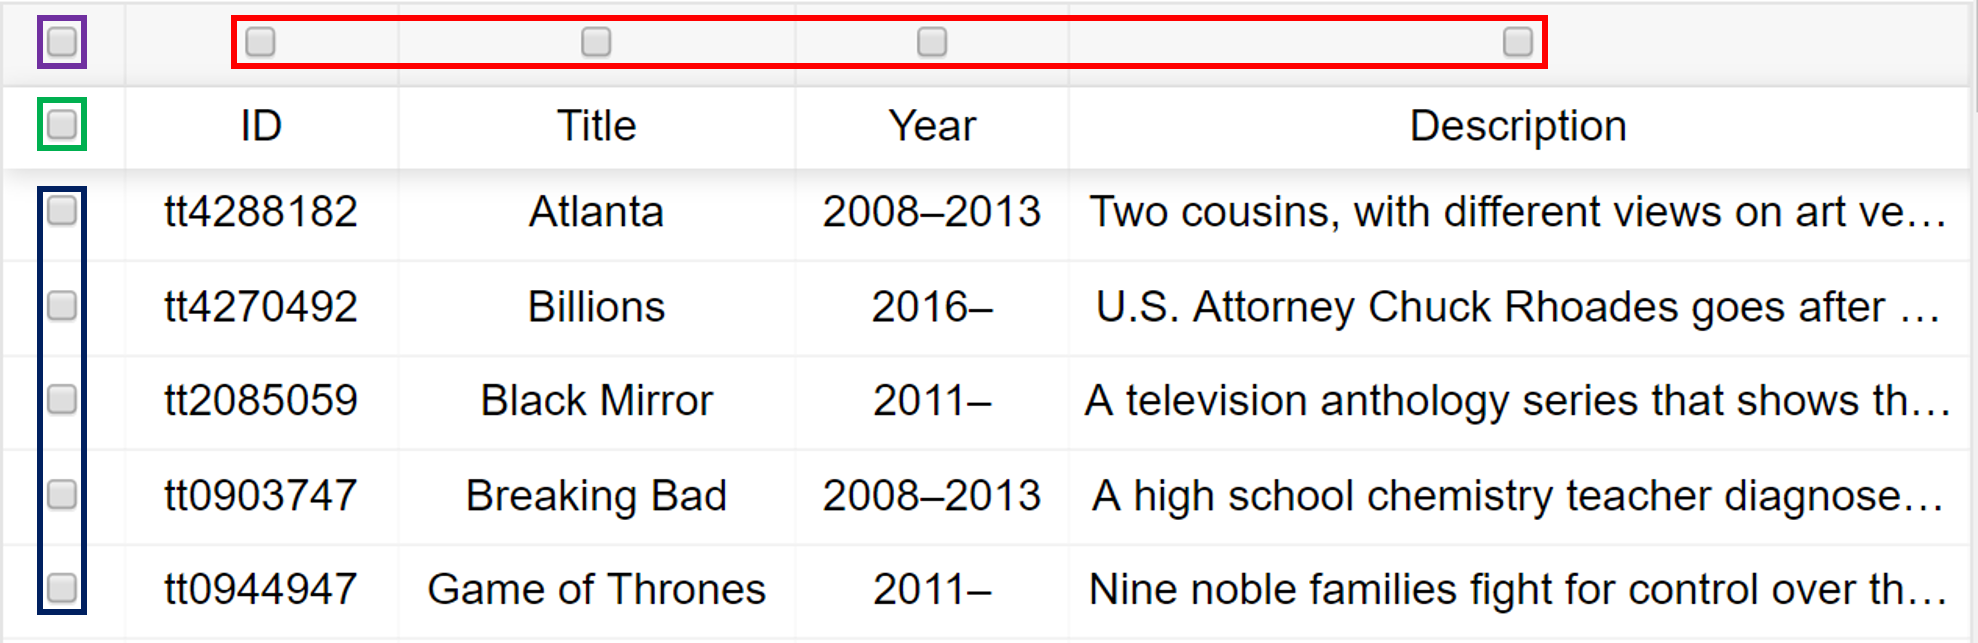 ID Title Year Description
tt4288182 Atlanta 2008–2013 Two cousins, with different views on art ve…
tt4270492 Billions 2016– U.S. Attorney Chuck Rhoades goes after …
tt2085059 Black Mirror 2011– A television anthology series that shows th…
tt0903747 Breaking Bad 2008–2013 A high school chemistry teacher diagnose…
tt0944947 Game of Thrones 2011– Nine noble families fight for control over th…